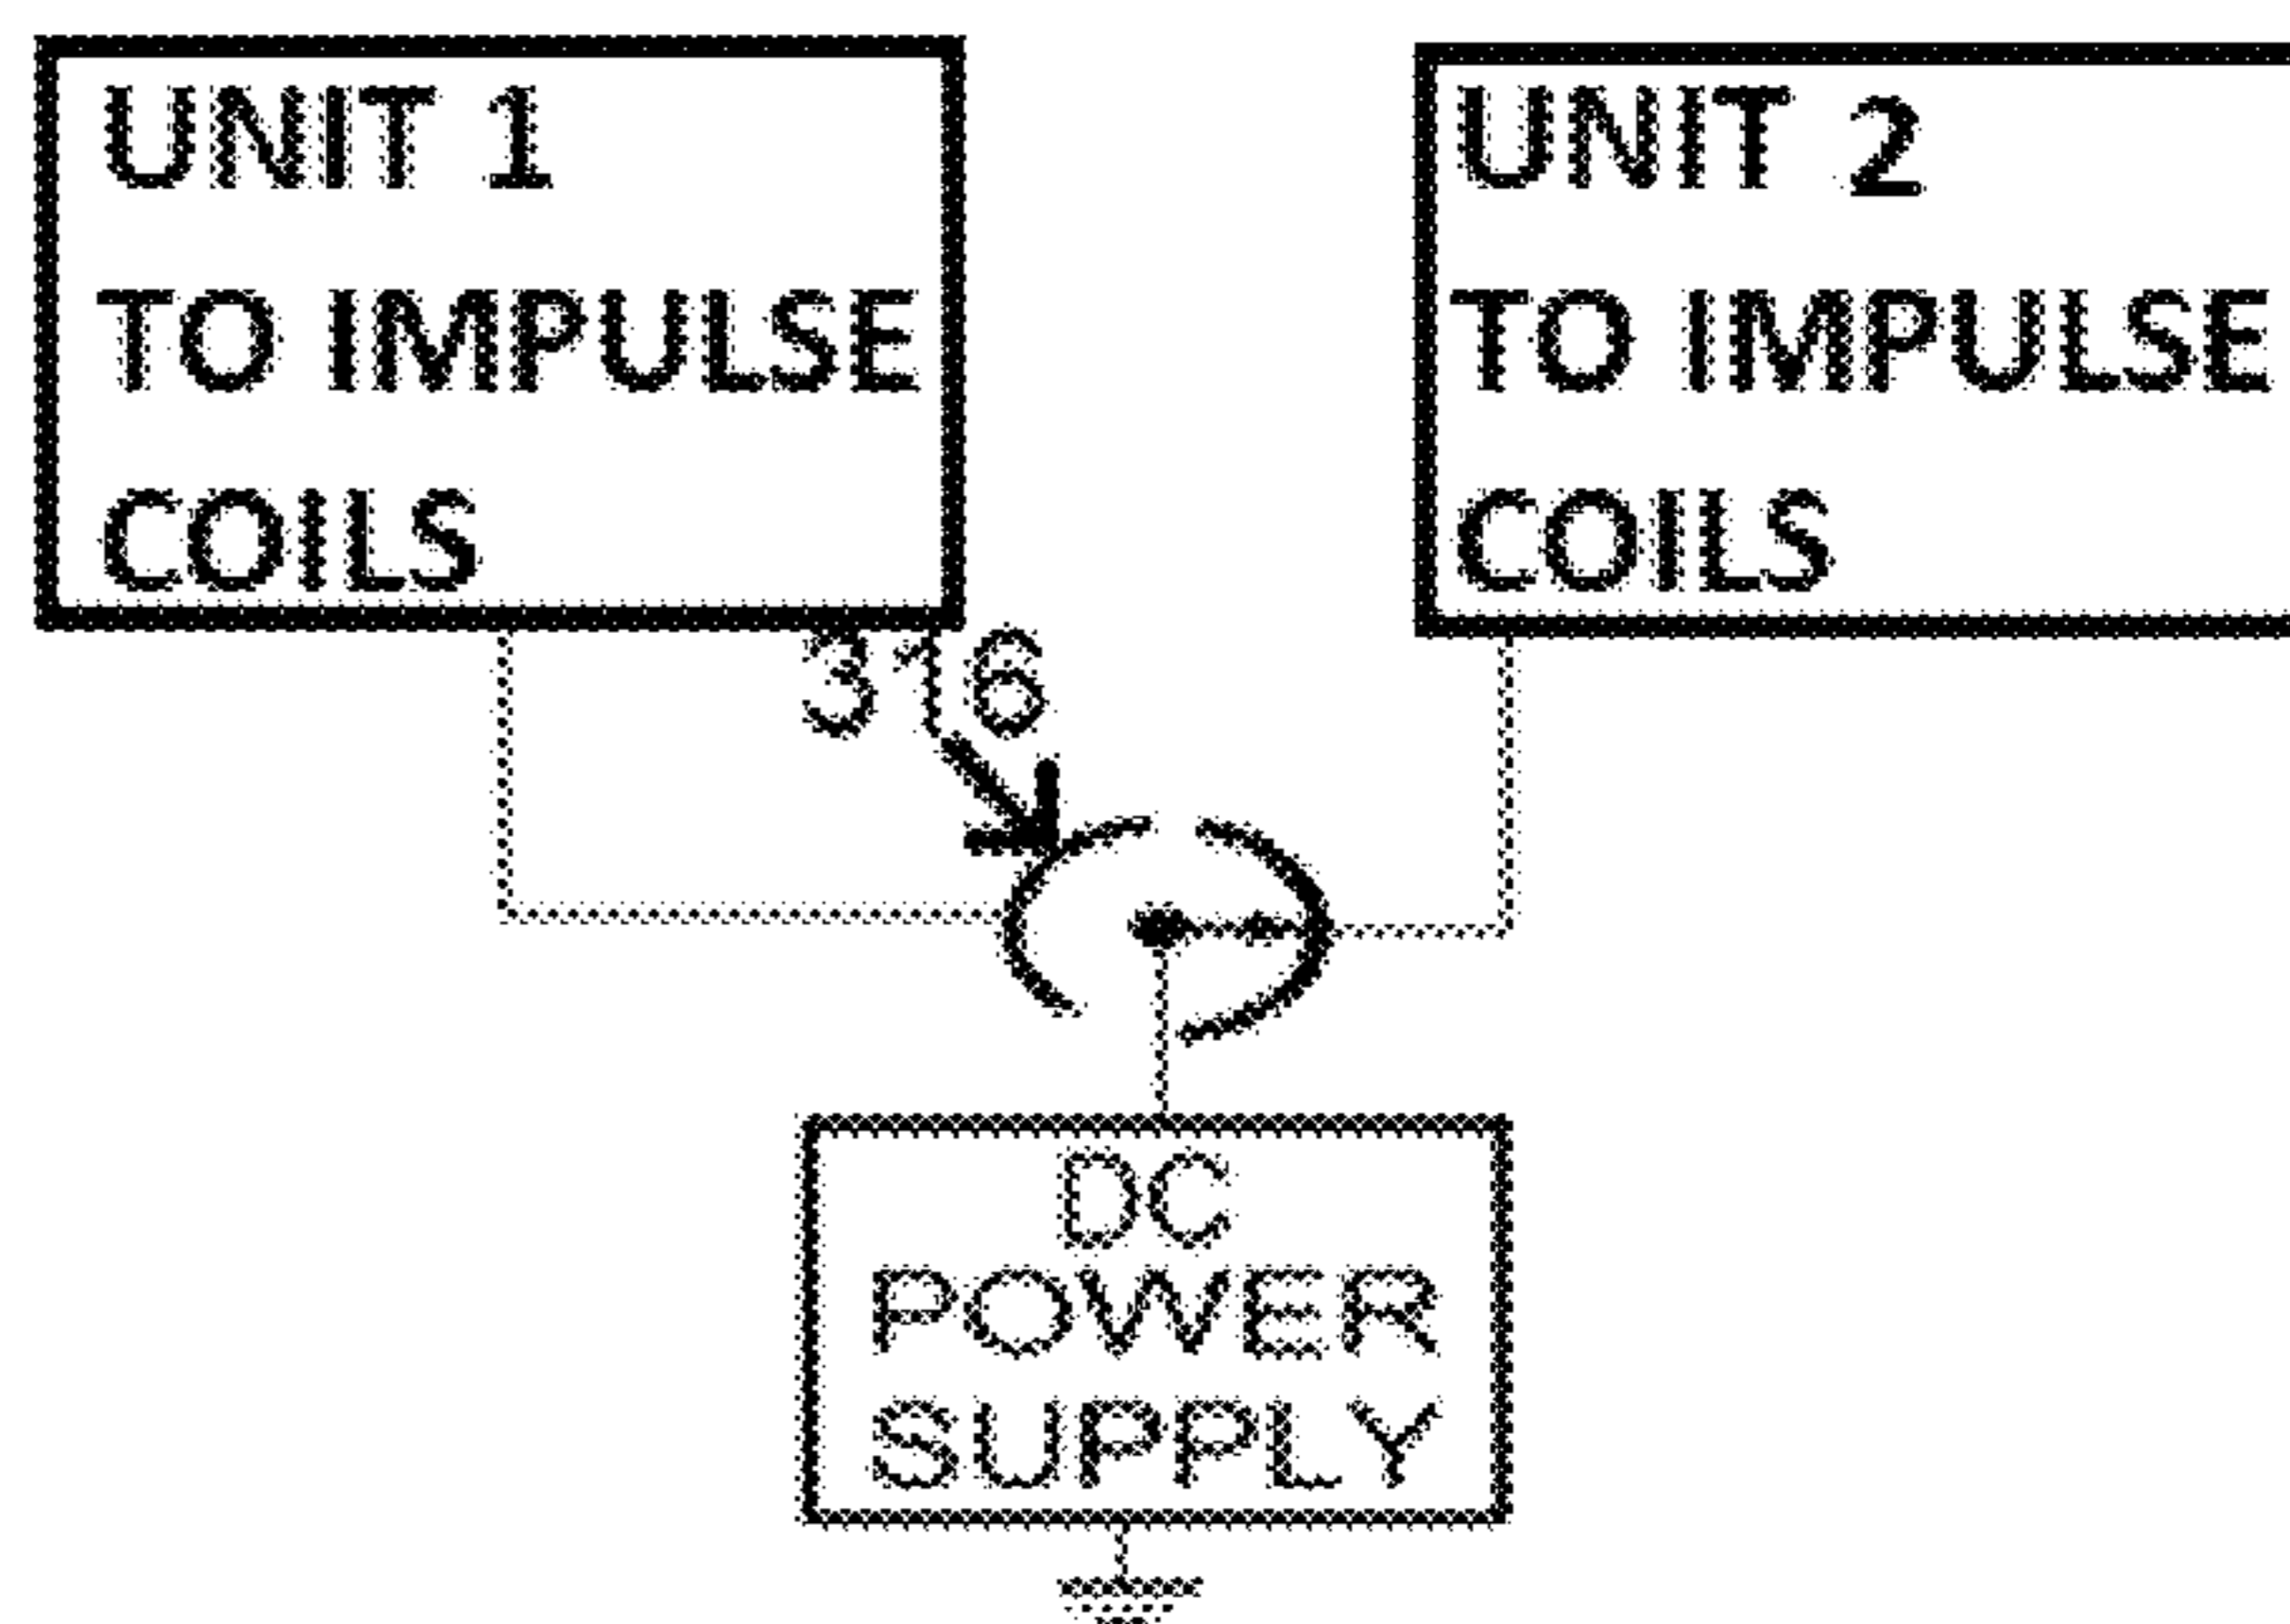 UNIT 1
TO IMPULSE
COILS
UNIT 2
TO IMPULSE
COILS
316
DC
POWER
SUPPLY